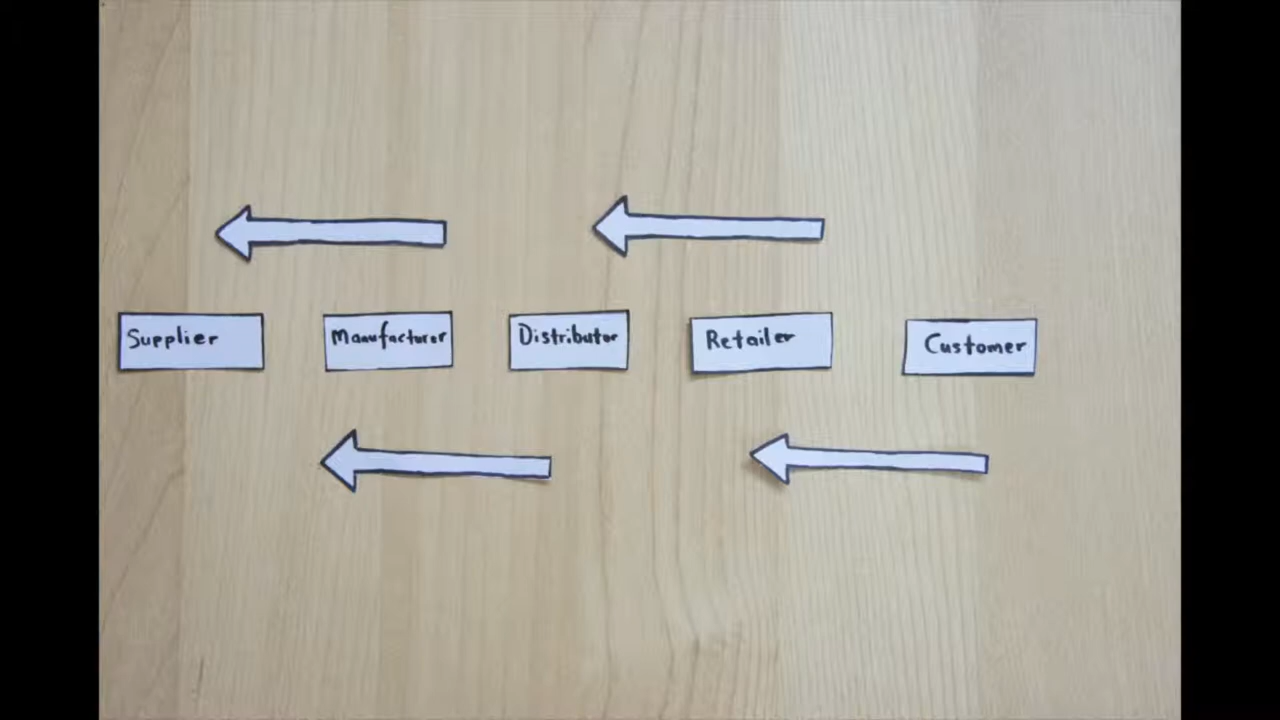 Supplier
Manufacturer
Distributor
Retailer
Customer